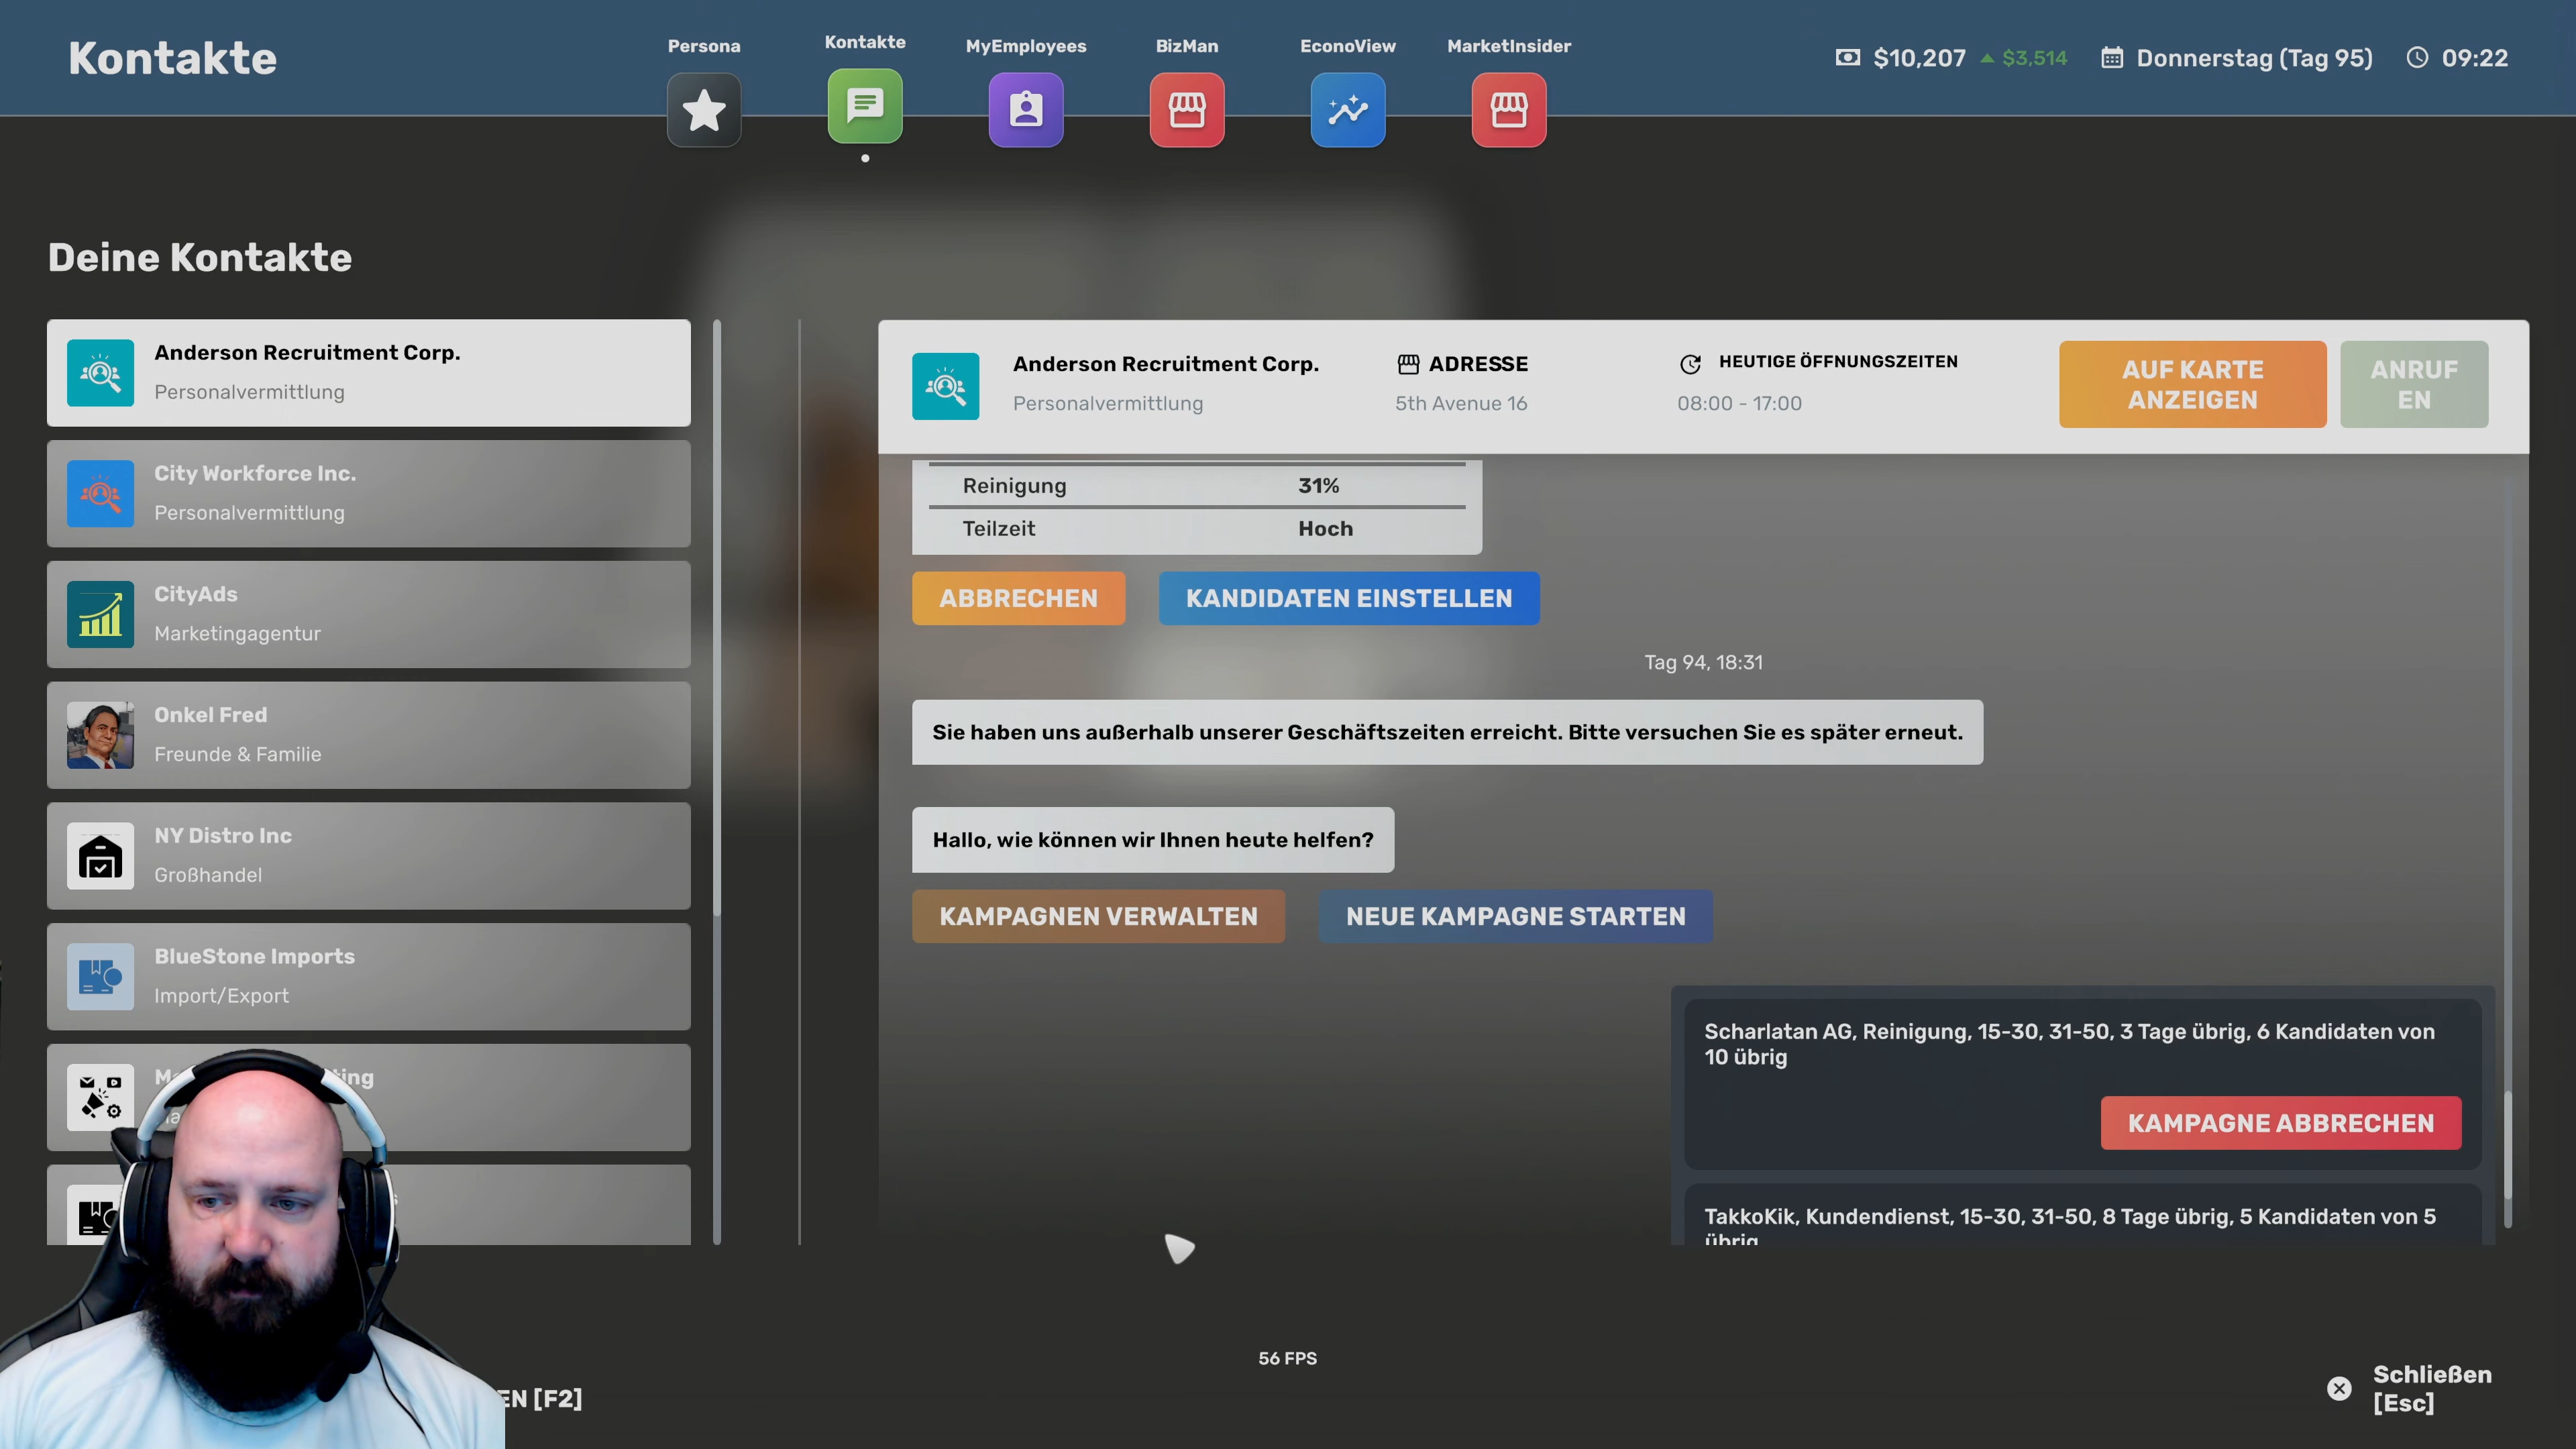 Kontakte
Persona
Kontakte
MyEmployees
BizMan
EconoView
MarketInsider
$10,207
$3,514
Donnerstag (Tag 95)
09:22
Deine Kontakte
Anderson Recruitment Corp.
Personalvermittlung
City Workforce Inc.
Personalvermittlung
CityAds
Marketingagentur
Onkel Fred
Freunde & Familie
NY Distro Inc
Großhandel
BlueStone Imports
Import/Export
Anderson Recruitment Corp.
Personalvermittlung
ADRESSE
5th Avenue 16
HEUTIGE ÖFFNUNGSZEITEN
08:00 - 17:00
AUF KARTE
ANZEIGEN
ANRUF
EN
Reinigung 31%
Teilzeit Hoch
ABBRECHEN
KANDIDATEN EINSTELLEN
Tag 94, 18:31
Sie haben uns außerhalb unserer Geschäftszeiten erreicht. Bitte versuchen Sie es später erneut.
Hallo, wie können wir Ihnen heute helfen?
KAMPAGNEN VERWALTEN
NEUE KAMPAGNE STARTEN
Scharlatan AG, Reinigung, 15-30, 31-50, 3 Tage übrig, 6 Kandidaten von
10 übrig
KAMPAGNE ABBRECHEN
TakkoKik, Kundendienst, 15-30, 31-50, 8 Tage übrig, 5 Kandidaten von 5
übrig
56 FPS
[F2]
Schließen
[Esc]